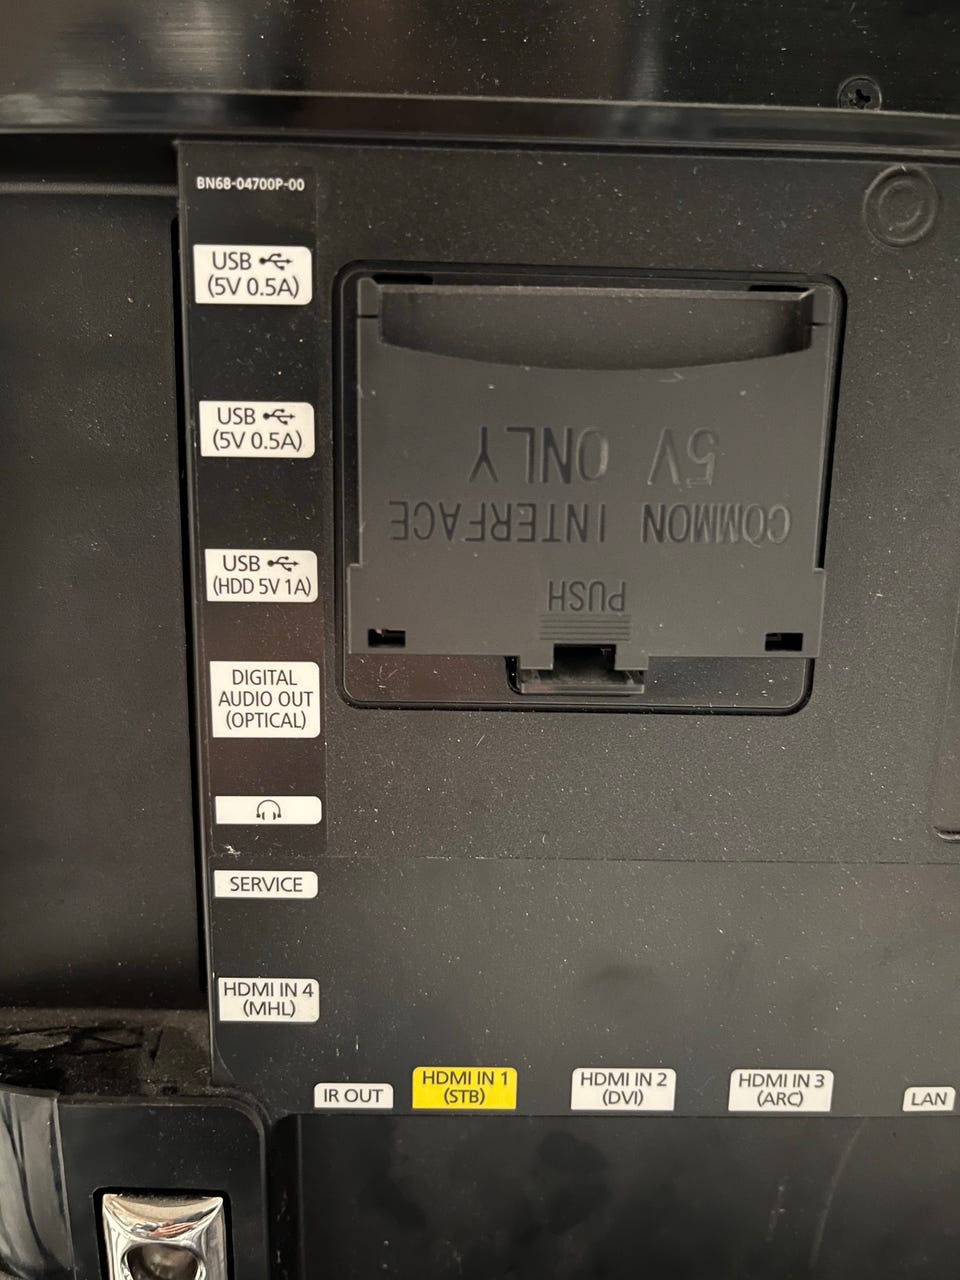 BN68-04700P-00
USB
(5V 0.5A)
USB
(5V 0.5A)
USB
(HDD 5V 1A)
DIGITAL
AUDIO OUT
(OPTICAL)
SERVICE
HDMI IN 4
(MHL)
COMMON INTERFACE
5V ONLY
PUSH
IR OUT
HDMI IN 1
(STB)
HDMI IN 2
(DVI)
HDMI IN 3
(ARC)
LAN